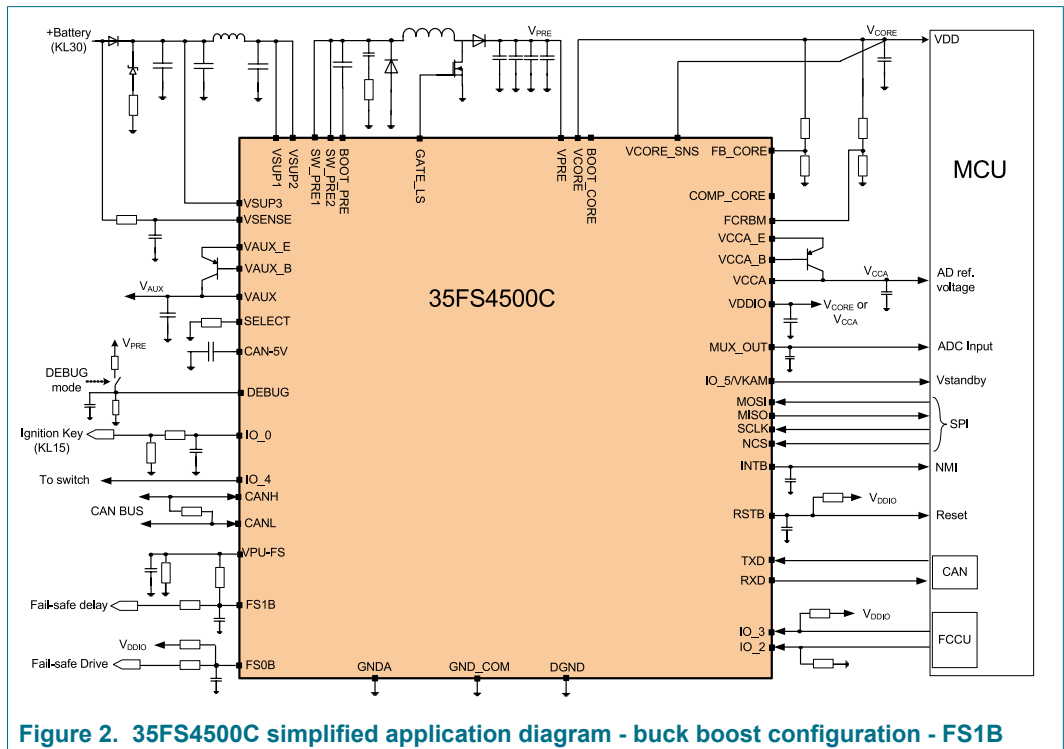 +Battery
(KL30)
VPRE
VCORE
VDD
MCU
VSUP1
VSUP2
SW_PRE1
SW_PRE2
BOOT_PRE
GATE_LS
VPRE
VCORE
BOOT_CORE
VCORE_SNS
FB_CORE
COMP_CORE
FCRBM
VCCA_E
VCCA_B
VCCA
VCCA
AD ref.
voltage
VDDIO
VCORE or
VCCA
MUX_OUT
ADC Input
IO_5/VKAM
Vstandby
MOSI
MISO
SCLK
NCS
SPI
INTB
NMI
VDDIO
RSTB
Reset
TXD
RXD
CAN
VDDIO
IO_3
IO_2
FCCU
35FS4500C
VSUP3
VSENSE
VAUX_E
VAUX_B
VAUX
VAUX
SELECT
CAN-5V
VPRE
DEBUG
mode
DEBUG
Ignition Key
(KL15)
IO_0
To switch
IO_4
CANH
CAN BUS
CANL
VPU-FS
Fail-safe delay
FS1B
VDDIO
Fail-safe Drive
FS0B
GNDA
GND_COM
DGND
Figure 2. 35FS4500C simplified application diagram - buck boost configuration - FS1B